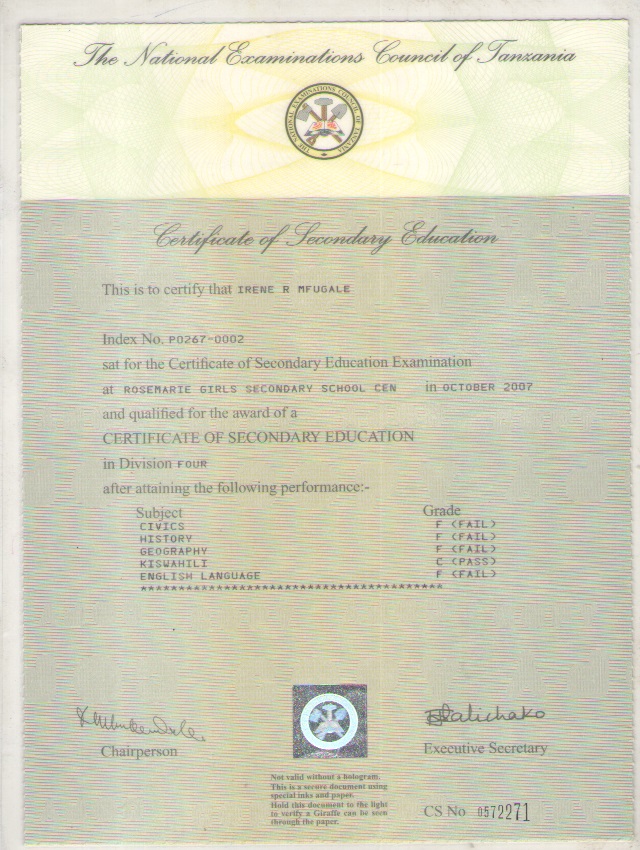 The National Examinations Council of Tanzania
THE NATIONAL EXAMINATIONS COUNCIL OF TANZANIA
Certificate of Secondary Education
This is to certify that IRENE R MFUGALE
Index No. P0267-0002
sat for the Certificate of Secondary Education Examination
at ROSEMARIE GIRLS SECONDARY SCHOOL CEN in OCTOBER 2007
and qualified for the award of a
CERTIFICATE OF SECONDARY EDUCATION
in Division FOUR
after attaining the following performance:-
Subject Grade
CIVICS F (FAIL)
HISTORY F (FAIL)
GEOGRAPHY F (FAIL)
KISWAHILI C (PASS)
ENGLISH LANGUAGE F (FAIL)
****************************************
Chairperson
Executive Secretary
Not valid without a hologram.
This is a secure document using
special inks and paper.
Hold this document to the light
to verify a Giraffe can be seen
through the paper.
CS No 0572271